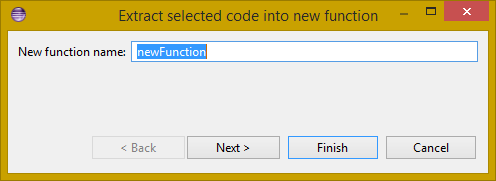 Extract selected code into new function
New function name: newFunction
< Back Next > Finish Cancel